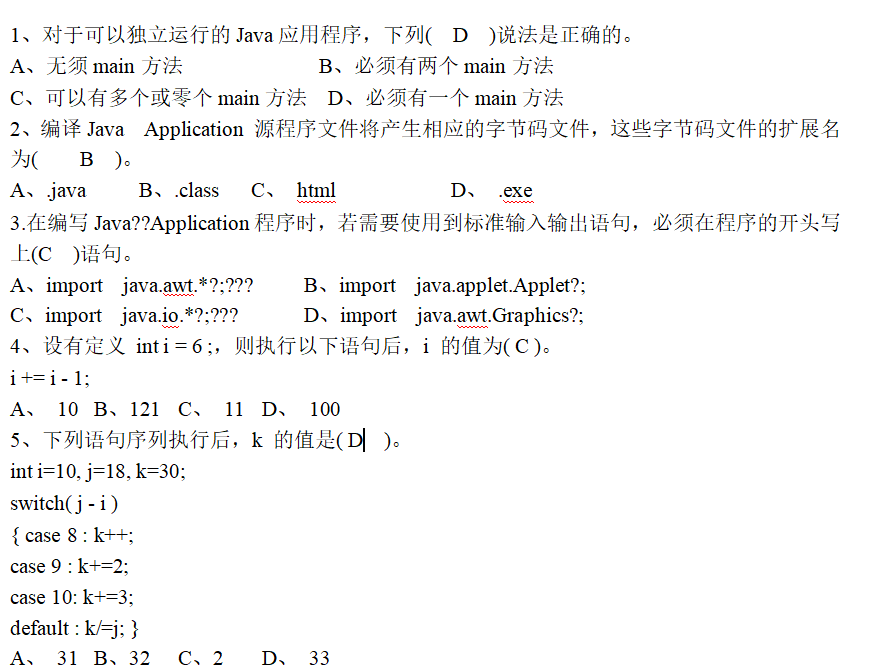 1、对于可以独立运行的 Java 应用程序，下列( D )说法是正确的。
A、无须 main 方法 B、必须有两个 main 方法
C、可以有多个或零个 main 方法 D、必须有一个 main 方法
2、编译 Java Application 源程序文件将产生相应的字节码文件，这些字节码文件的扩展名
为( B )。
A、.java B、.class C、 html D、 .exe
3.在编写 Java??Application 程序时，若需要使用到标准输入输出语句，必须在程序的开头写
上(C )语句。
A、import java.awt.*?;??? B、import java.applet.Applet?;
C、import java.io.*?;??? D、import java.awt.Graphics?;
4、设有定义 int i = 6 ;，则执行以下语句后，i 的值为( C )。
i += i - 1;
A、 10 B、121 C、 11 D、 100
5、下列语句序列执行后，k 的值是( D )。
int i=10, j=18, k=30;
switch( j - i )
{ case 8 : k++;
case 9 : k+=2;
case 10: k+=3;
default : k/=j; }
A、 31 B、32 C、2 D、 33